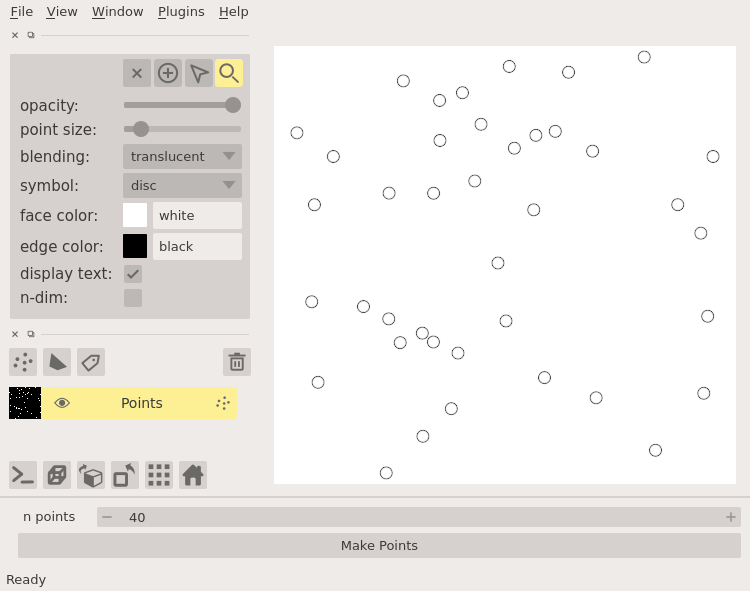 File View Window Plugins Help
opacity:
point size:
blending: translucent
symbol: disc
face color: white
edge color: black
display text:
n-dim:
Points
n points 40
Make Points
Ready